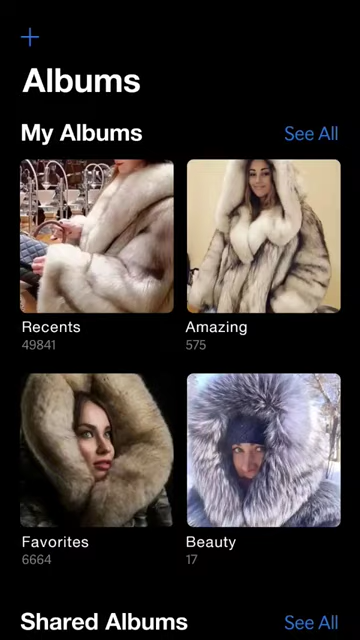 Albums
My Albums See All
Recents Amazing
49841 575
Favorites Beauty
6664 17
Shared Albums See All